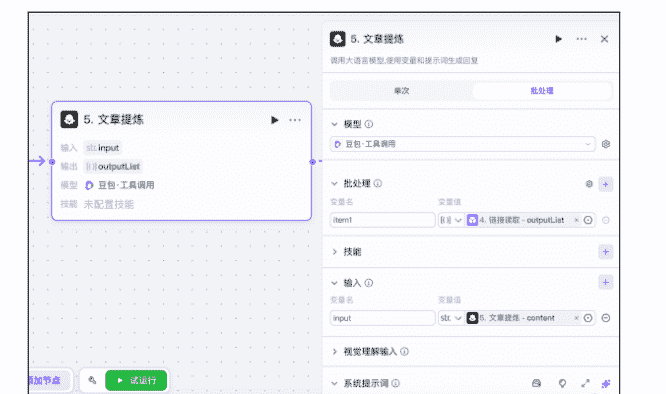 5. 文章提炼
输入 str. input
输出 [{}] outputList
模型 豆包·工具调用
技能 未配置技能
添加节点
试运行
5. 文章提炼
调用大语言模型,使用变量和提示词生成回复
单次 批处理
模型
豆包·工具调用
批处理
变量名 变量值
item1 [{}] 4. 链接读取 - outputList
技能
输入
变量名 变量值
input str. 5. 文章提炼 - content
视觉理解输入
系统提示词